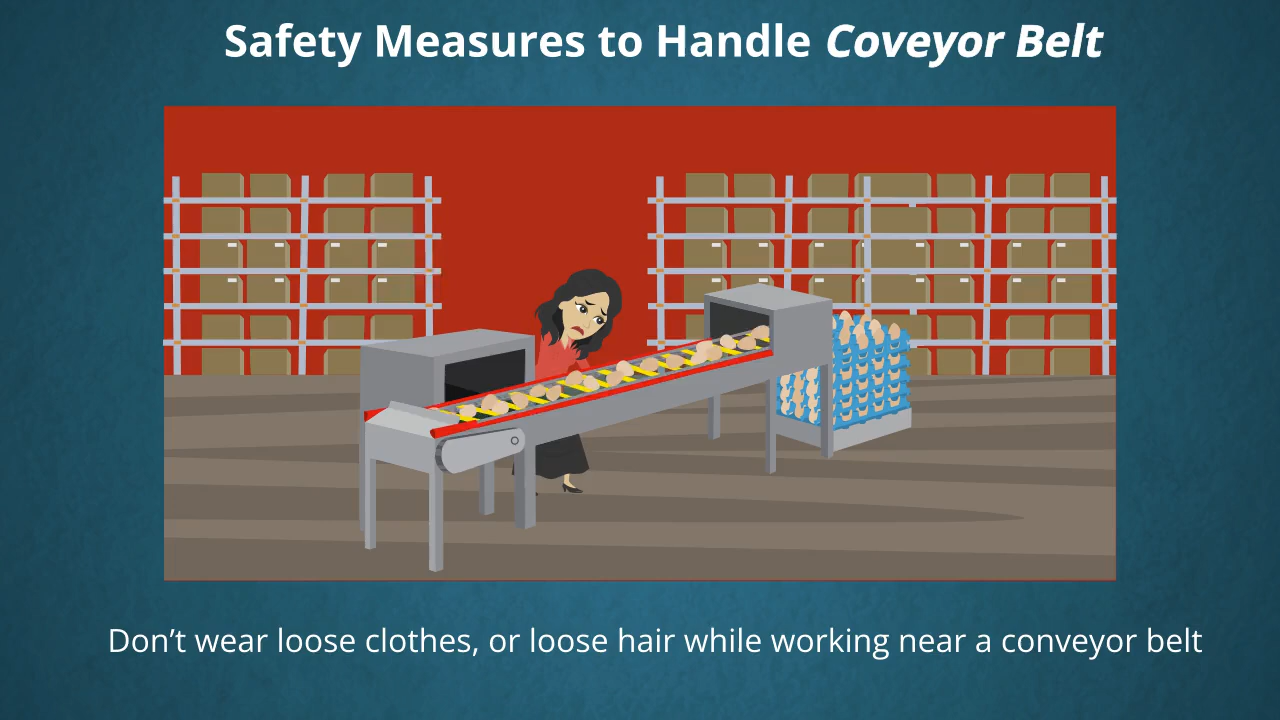 Safety Measures to Handle Coveyor Belt
Don’t wear loose clothes, or loose hair while working near a conveyor belt